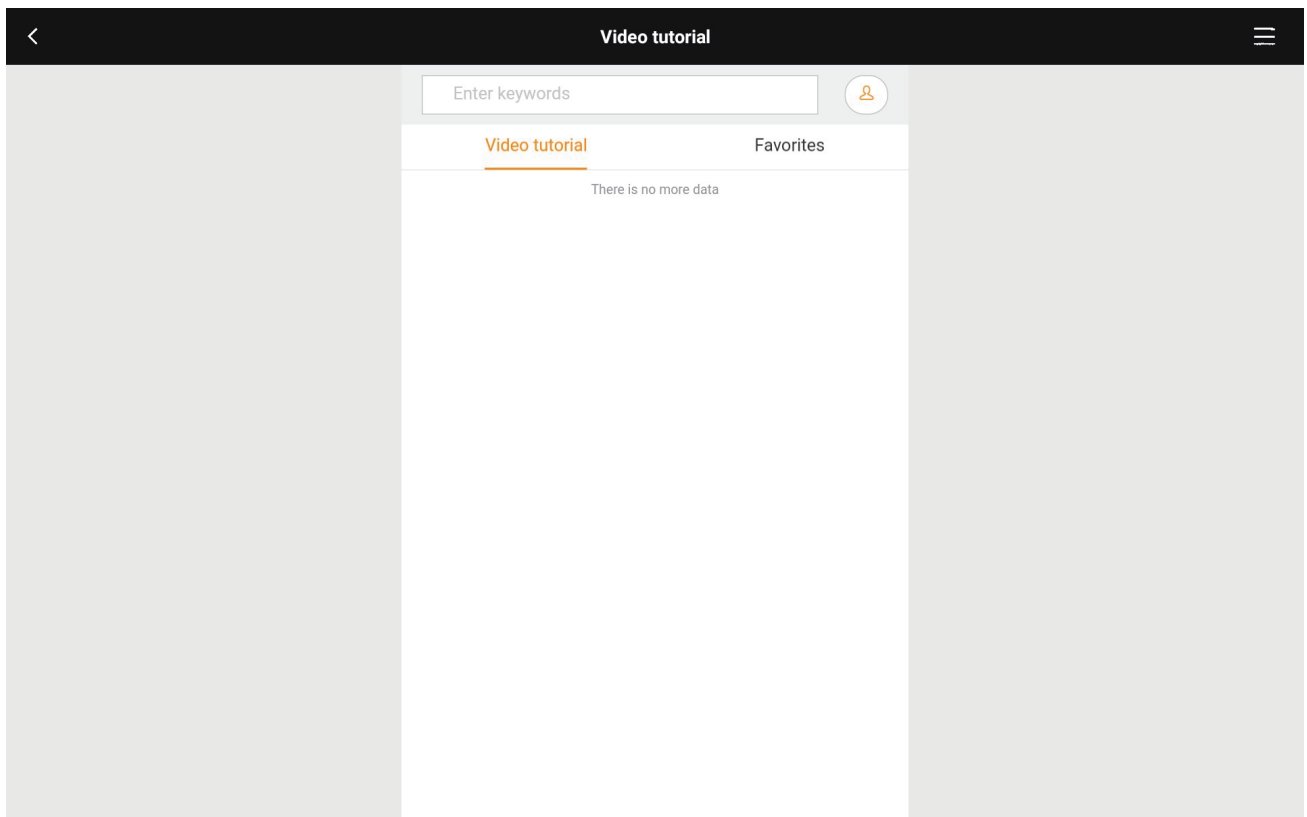 Video tutorial
Enter keywords
Video tutorial Favorites
There is no more data